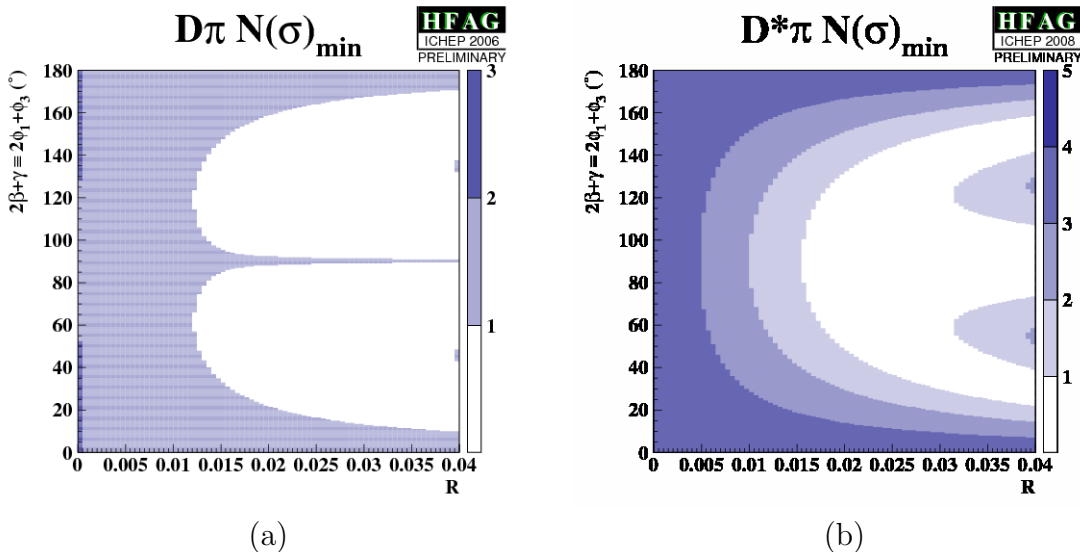 Dπ N(σ)min
HFAG
ICHEP 2006
PRELIMINARY
2β+γ ≡ 2ϕ1+ϕ3 (°)
180
160
140
120
100
80
60
40
20
0
0 0.005 0.01 0.015 0.02 0.025 0.03 0.035 0.04
R
3
2
1
(a)
D*π N(σ)min
HFAG
ICHEP 2008
PRELIMINARY
2β+γ ≡ 2ϕ1+ϕ3 (°)
180
160
140
120
100
80
60
40
20
0
0 0.005 0.01 0.015 0.02 0.025 0.03 0.035 0.04
R
5
4
3
2
1
(b)